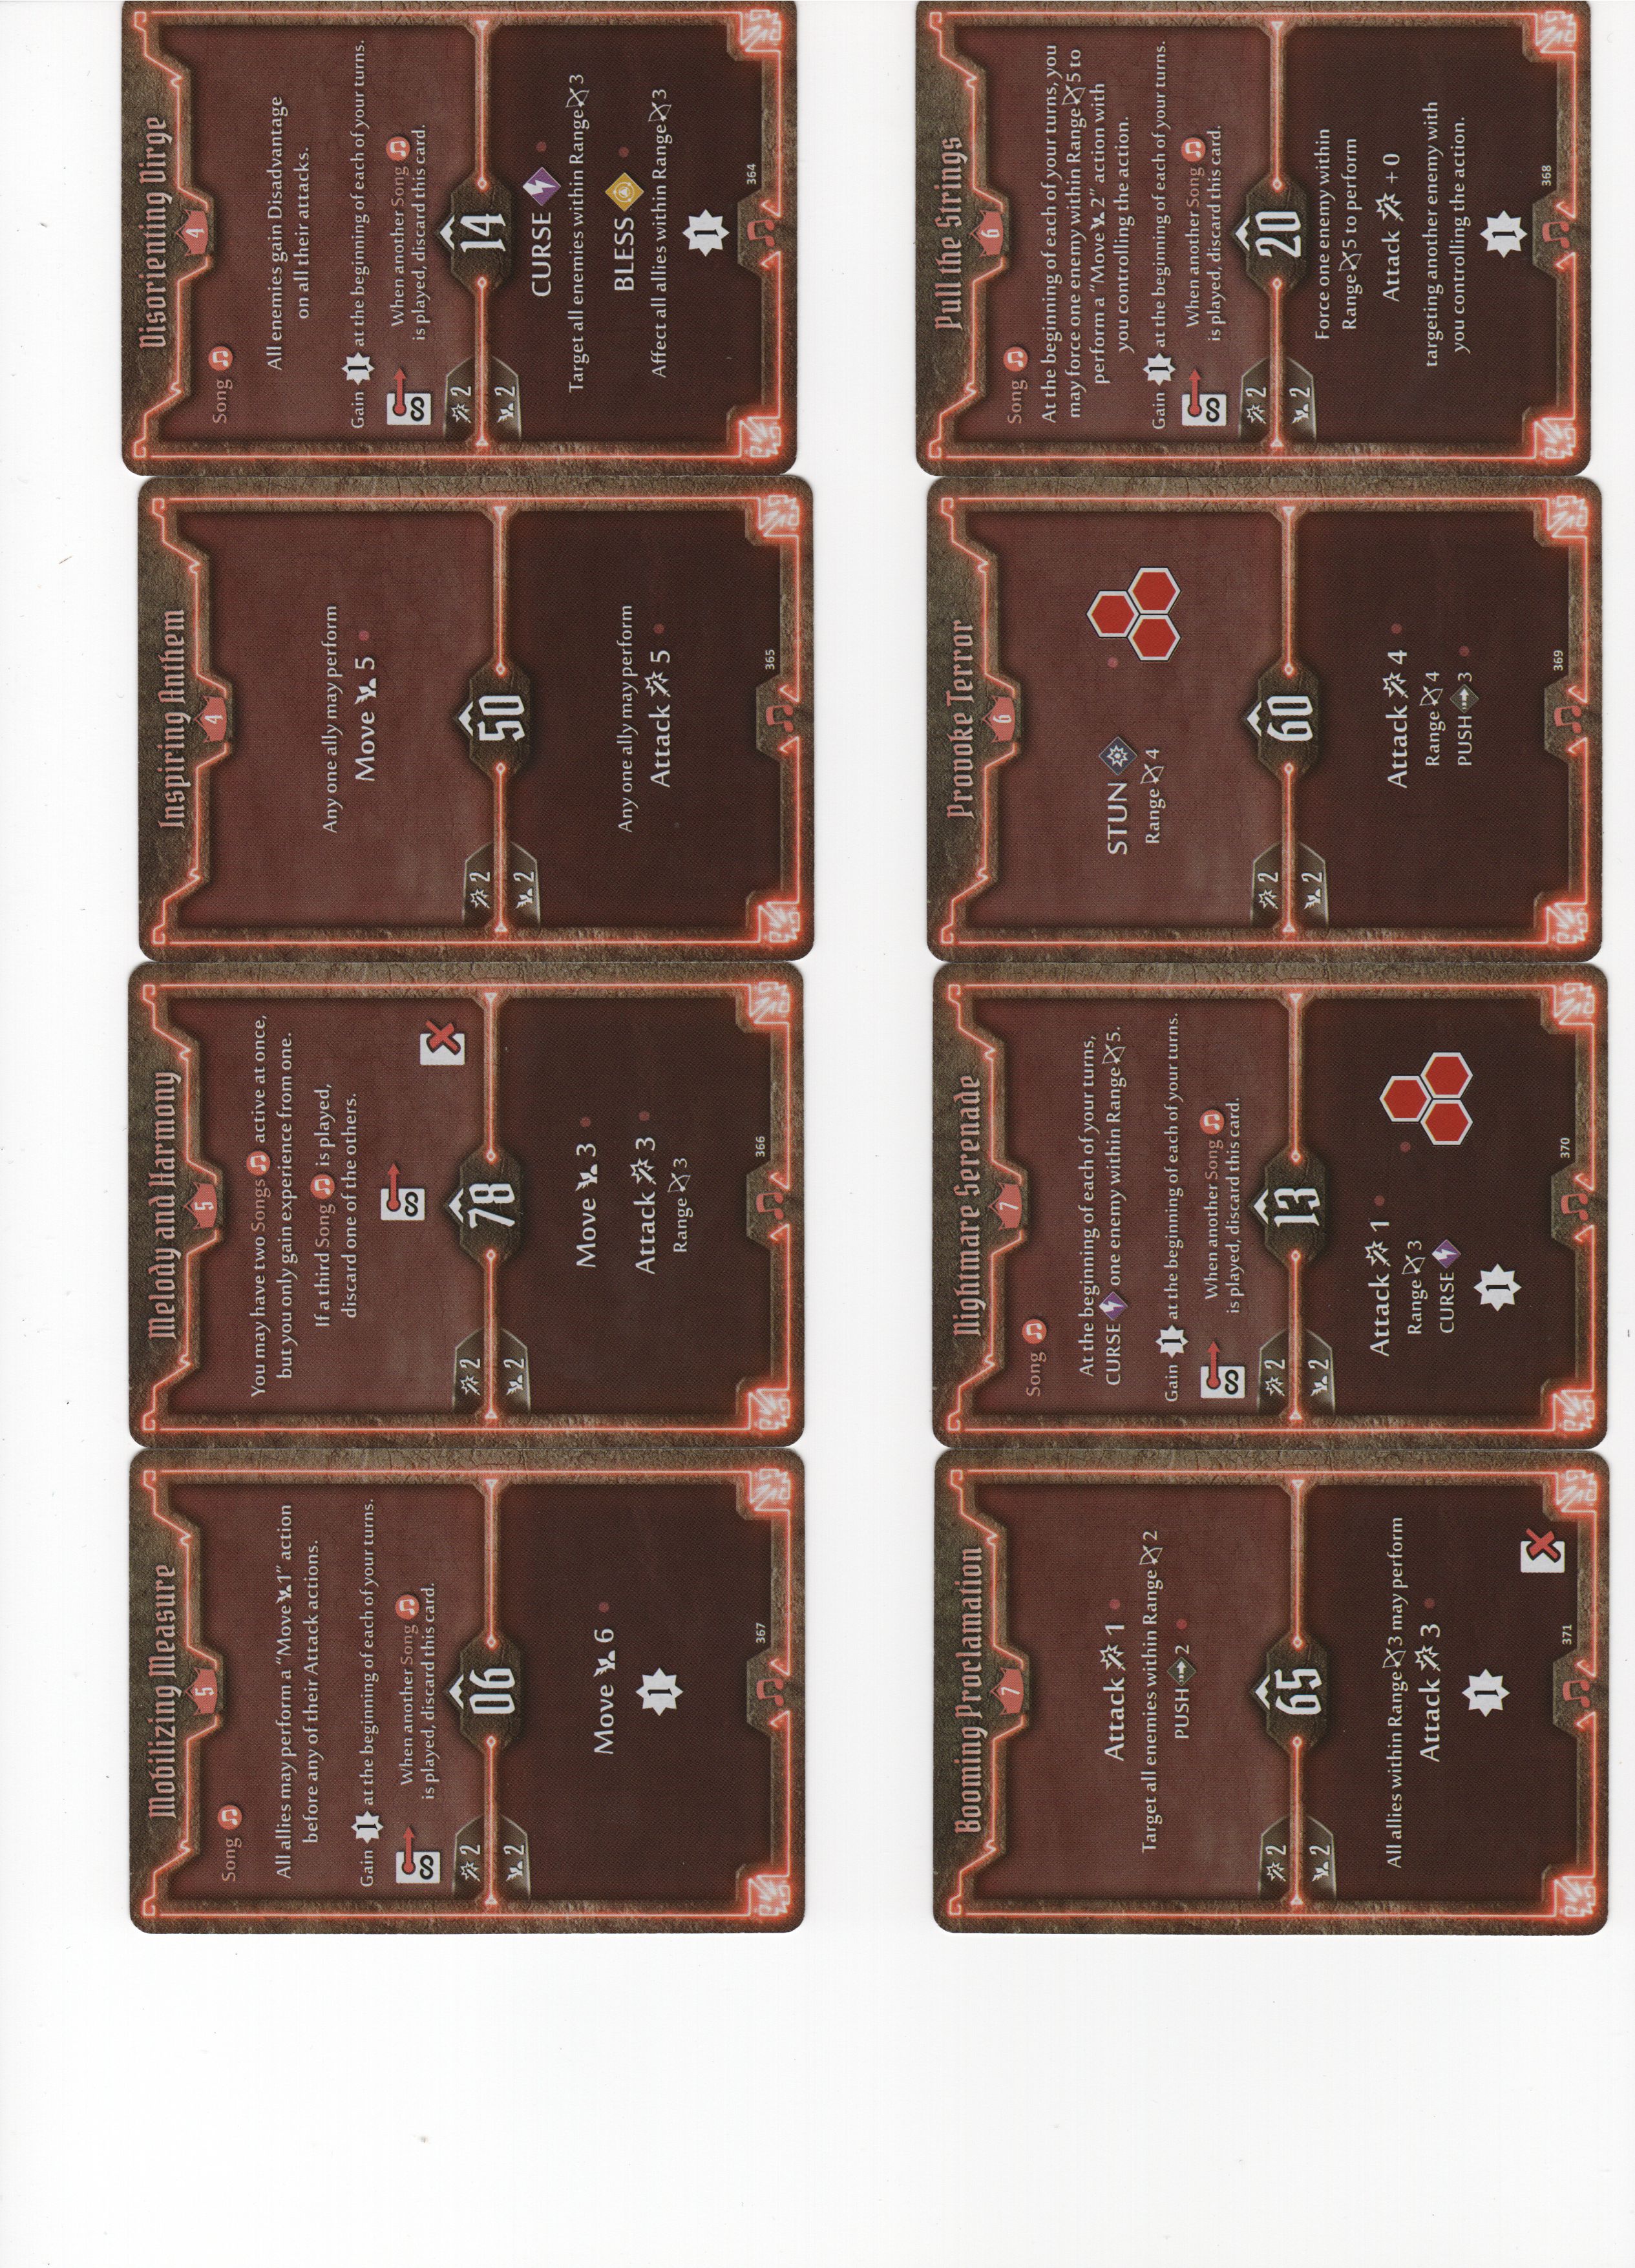 Mobilizing Measure
5
Song
All allies may perform a “Move 1” action
before any of their Attack actions.
Gain 1 at the beginning of each of your turns.
When another Song
is played, discard this card.
2
06
2
Move 6
1
367
Melody and Harmony
5
You may have two Songs active at once,
but you only gain experience from one.
If a third Song is played,
discard one of the others.
2
78
2
Move 3
Attack 3
Range 3
366
Inspiring Anthem
4
Any one ally may perform
Move 5
2
50
2
Any one ally may perform
Attack 5
365
Disorienting Dirge
4
Song
All enemies gain Disadvantage
on all their attacks.
Gain 1 at the beginning of each of your turns.
When another Song
is played, discard this card.
2
14
2
CURSE
Target all enemies within Range 3
BLESS
Affect all allies within Range 3
1
364
Booming Proclamation
7
Attack 1
Target all enemies within Range 2
PUSH 2
2
65
2
All allies within Range 3 may perform
Attack 3
1
371
Nightmare Serenade
7
Song
At the beginning of each of your turns,
CURSE one enemy within Range 5.
Gain 1 at the beginning of each of your turns.
When another Song
is played, discard this card.
2
13
2
Attack 1
Range 3
CURSE
1
370
Provoke Terror
6
STUN
Range 4
2
60
2
Attack 4
Range 4
PUSH 3
369
Pull the Strings
6
Song
At the beginning of each of your turns, you
may force one enemy within Range 5 to
perform a “Move 2” action with
you controlling the action.
Gain 1 at the beginning of each of your turns.
When another Song
is played, discard this card.
2
20
2
Force one enemy within
Range 5 to perform
Attack +0
targeting another enemy with
you controlling the action.
1
368